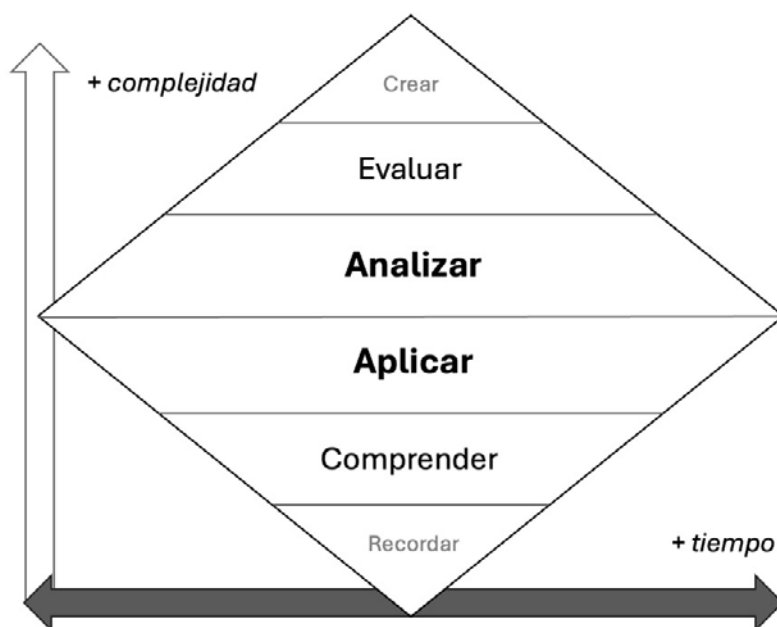 + complejidad
Crear
Evaluar
Analizar
Aplicar
Comprender
Recordar
+ tiempo